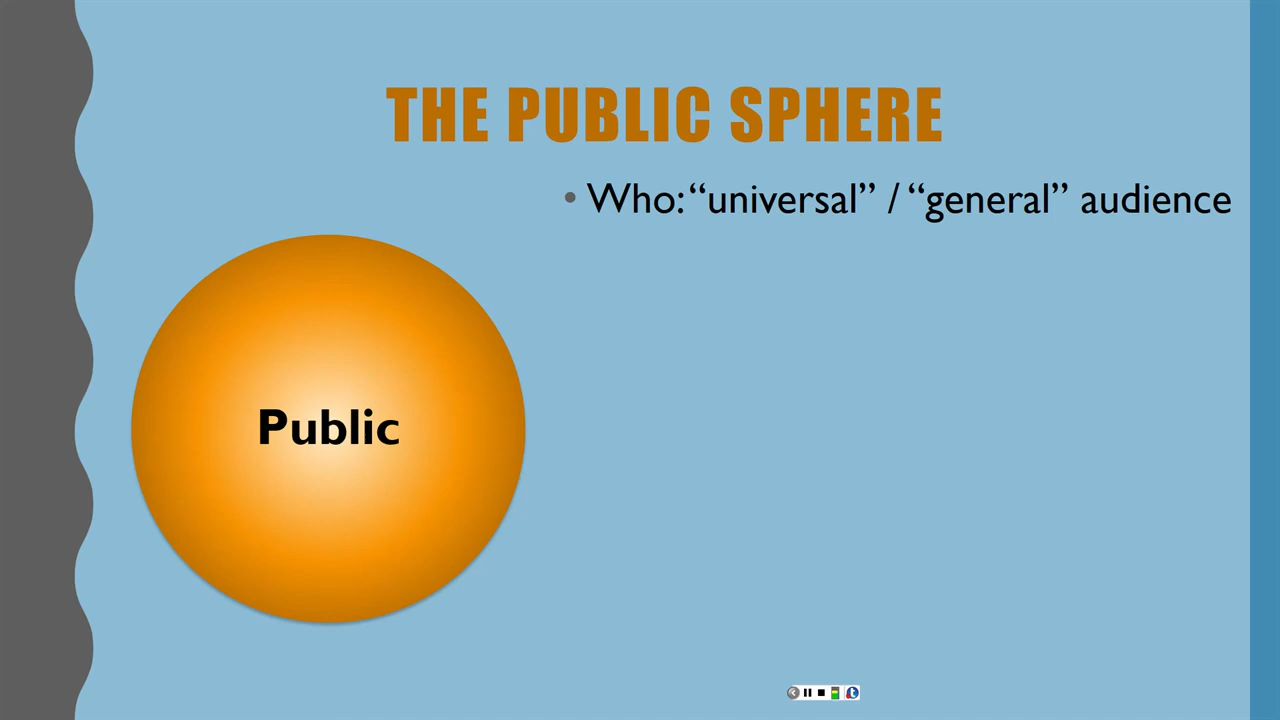 THE PUBLIC SPHERE
• Who: “universal” / “general” audience
Public